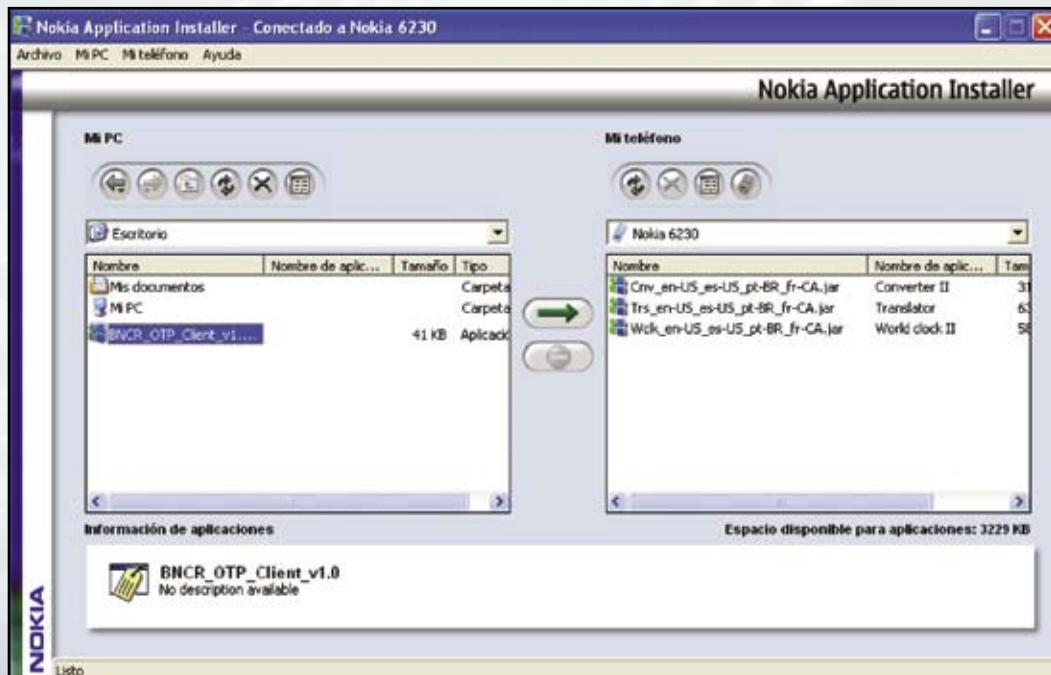 Nokia Application Installer - Conectado a Nokia 6230
Archivo Mi PC Mi teléfono Ayuda
Nokia Application Installer
Mi PC
Escritorio
Nombre Nombre de aplic... Tamaño Tipo
Mis documentos Carpeta
Mi PC Carpeta
BNCR_OTP_Client_v1.... 41 KB Aplicació
Mi teléfono
Nokia 6230
Nombre Nombre de aplic... Tam
Cnv_en-US_es-US_pt-BR_fr-CA.jar Converter II 31
Trs_en-US_es-US_pt-BR_fr-CA.jar Translator 63
Wclk_en-US_es-US_pt-BR_fr-CA.jar World clock II 58
Información de aplicaciones
Espacio disponible para aplicaciones: 3229 KB
BNCR_OTP_Client_v1.0
No description available
NOKIA
Listo